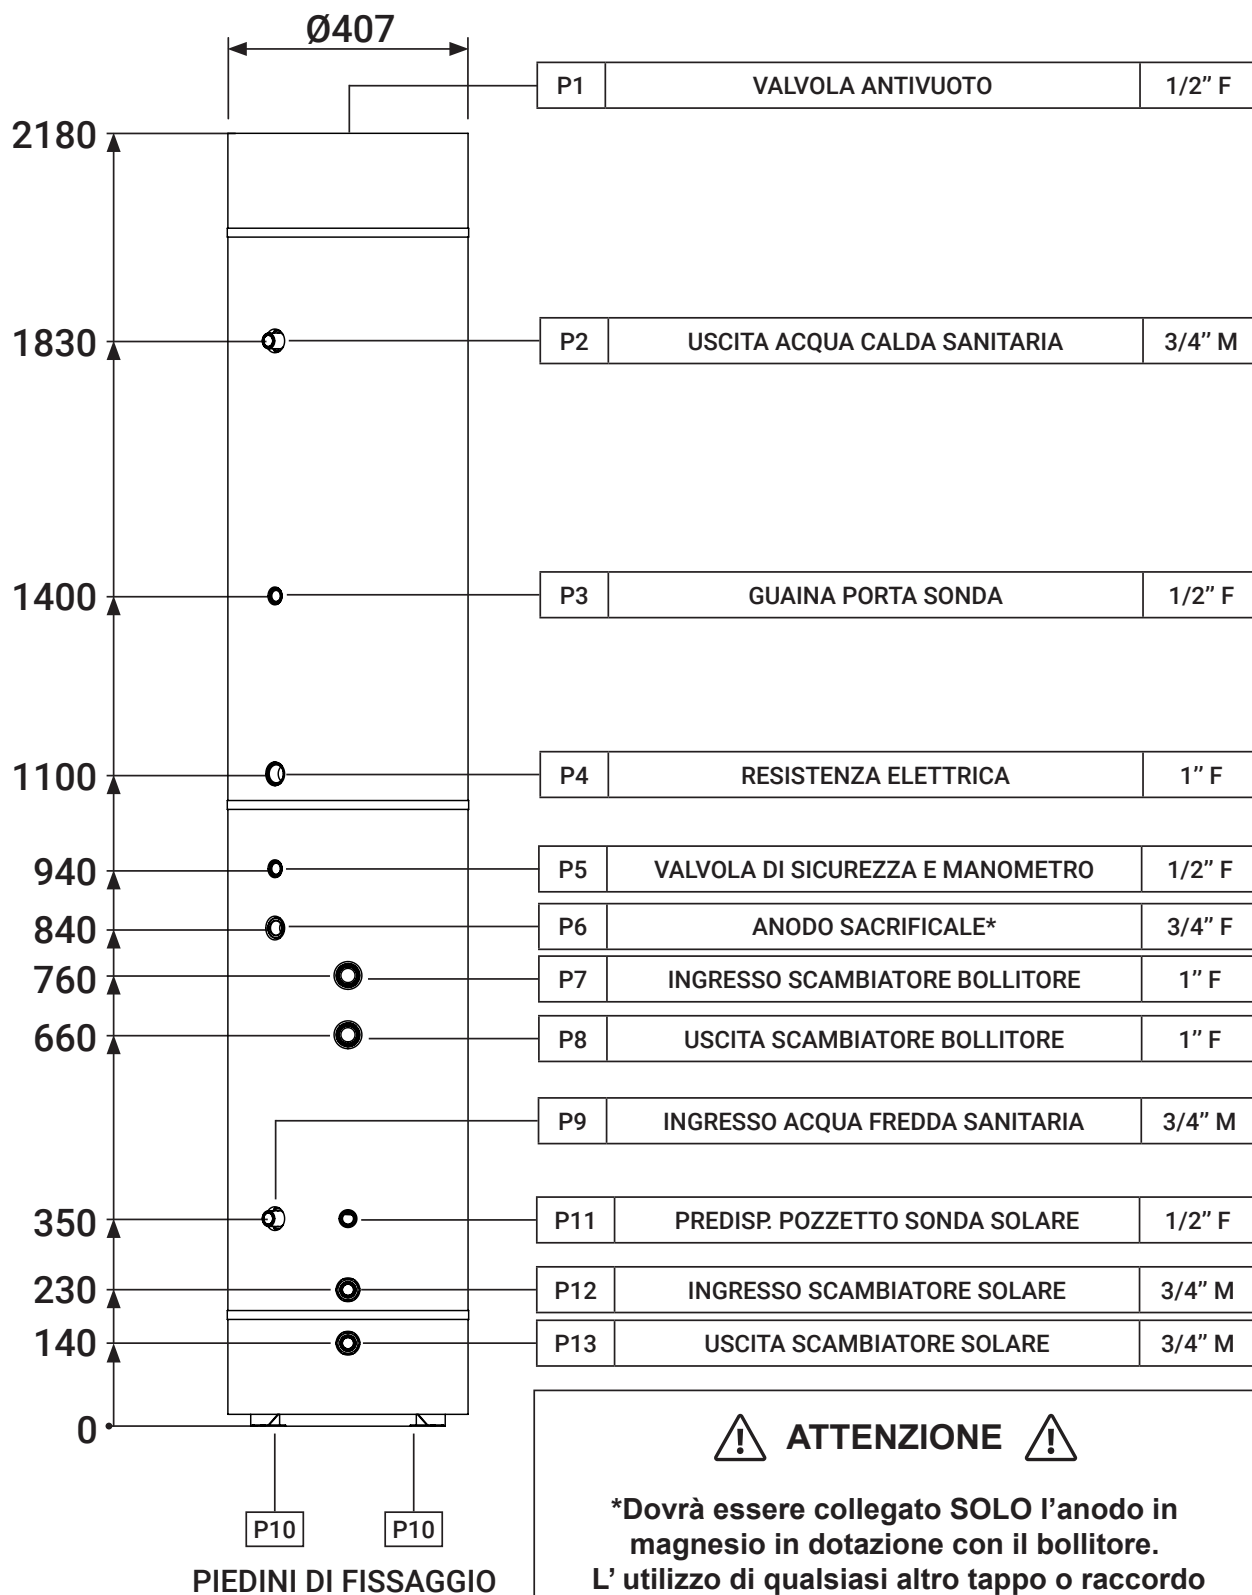 Ø407
P1 VALVOLA ANTIVUOTO 1/2” F
2180
1830
P2 USCITA ACQUA CALDA SANITARIA 3/4” M
1400
P3 GUAINA PORTA SONDA 1/2” F
1100
P4 RESISTENZA ELETTRICA 1” F
940
P5 VALVOLA DI SICUREZZA E MANOMETRO 1/2” F
840
P6 ANODO SACRIFICALE* 3/4” F
760
P7 INGRESSO SCAMBIATORE BOLLITORE 1” F
660
P8 USCITA SCAMBIATORE BOLLITORE 1” F
P9 INGRESSO ACQUA FREDDA SANITARIA 3/4” M
350
P11 PREDISP. POZZETTO SONDA SOLARE 1/2” F
230
P12 INGRESSO SCAMBIATORE SOLARE 3/4” M
140
P13 USCITA SCAMBIATORE SOLARE 3/4” M
0
P10 P10
PIEDINI DI FISSAGGIO
ATTENZIONE
*Dovrà essere collegato SOLO l’anodo in
magnesio in dotazione con il bollitore.
L’ utilizzo di qualsiasi altro tappo o raccordo